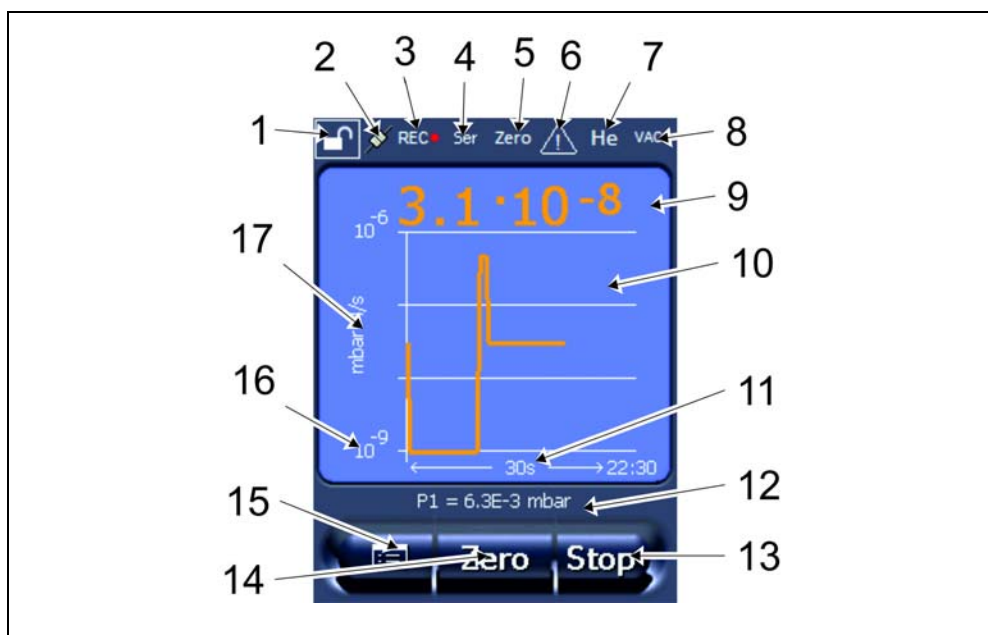 1 2 3 4 5 6 7 8
REC Ser Zero ! He VAC
3.1·10-8 9
10-6
17 10
mbar l/s
16 11
10-9
30s 22:30
P1 = 6.3E-3 mbar 12
15 Zero Stop 13
14